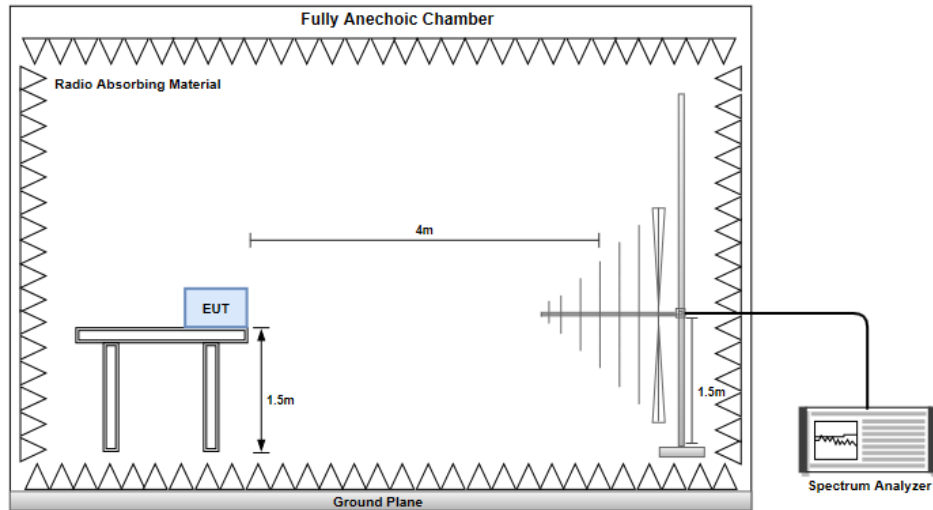 Fully Anechoic Chamber
Radio Absorbing Material
4m
EUT
1.5m
1.5m
Spectrum Analyzer
Ground Plane